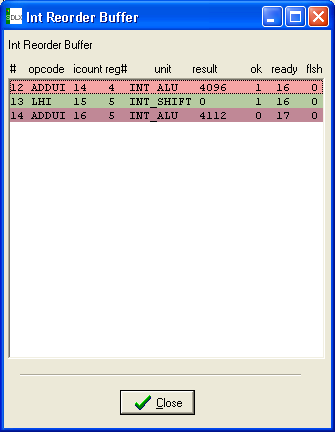 DLX Int Reorder Buffer
Int Reorder Buffer
# opcode icount reg# unit result ok ready flsh
12 ADDUI 14 4 INT_ALU 4096 1 16 0
13 LHI 15 5 INT_SHIFT 0 1 16 0
14 ADDUI 16 5 INT_ALU 4112 0 17 0
Close